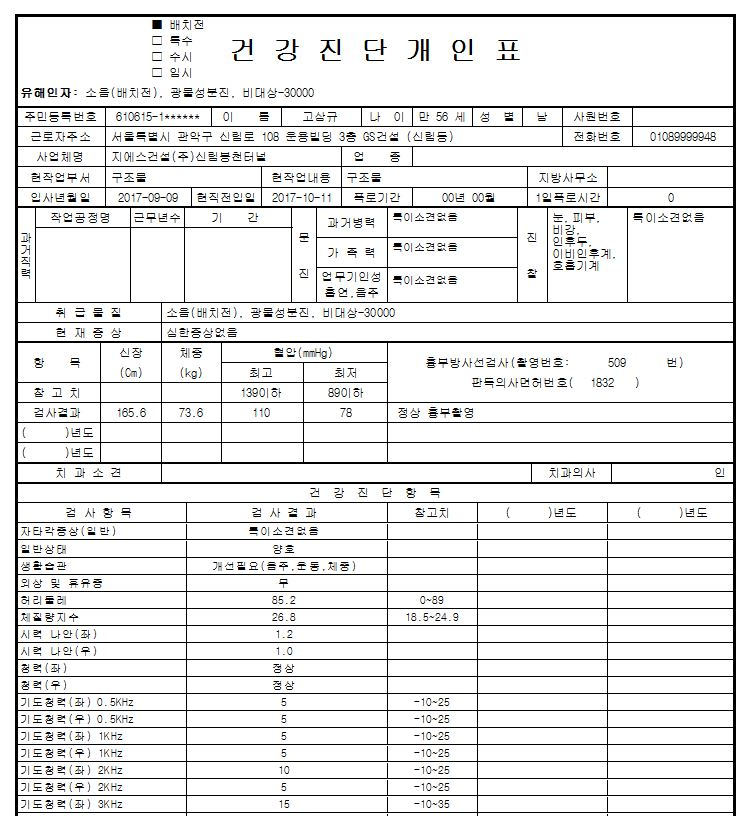 ■ 배치전
□ 특수
□ 수시
□ 임시
건 강 진 단 개 인 표
유해인자: 소음(배치전), 광물성분진, 비대상-30000
주민등록번호 610615-1****** 이 름 고삼규 나 이 만 56 세 성 별 남 사원번호
근로자주소 서울특별시 관악구 신림로 108 운용빌딩 3층 GS건설 (신림동) 전화번호 01089999948
사업체명 지에스건설(주)신림봉천터널 업 종
현작업부서 구조물 현작업내용 구조물 지방사무소
입사년월일 2017-09-09 현직전입일 2017-10-11 폭로기간 00년 00월 1일폭로시간 0
과거직력 작업공정명 근무년수 기 간
문진 과거병력 특이소견없음
가 족 력 특이소견없음
업무기인성 흡연,음주 특이소견없음
진찰 눈, 피부, 비강, 인후두, 이비인후계, 호흡기계 특이소견없음
취 급 물 질 소음(배치전), 광물성분진, 비대상-30000
현 재 증 상 심한증상없음
항 목 신장 (Cm) 체중 (kg) 혈압(mmHg) 최고 최저
흉부방사선검사(촬영번호: 509 번)
판독의사면허번호( 1832 )
참 고 치 139이하 89이하
검사결과 165.6 73.6 110 78 정상 흉부촬영
( )년도
( )년도
치 과 소 견 치과의사 인
건 강 진 단 항 목
검 사 항 목 검 사 결 과 참고치 ( )년도 ( )년도
자타각증상(일반) 특이소견없음
일반상태 양호
생활습관 개선필요(음주,운동,체중)
외상 및 휴유증 무
허리둘레 85.2 0~89
체질량지수 26.8 18.5~24.9
시력 나안(좌) 1.2
시력 나안(우) 1.0
청력(좌) 정상
청력(우) 정상
기도청력(좌) 0.5KHz 5 -10~25
기도청력(우) 0.5KHz 5 -10~25
기도청력(좌) 1KHz 5 -10~25
기도청력(우) 1KHz 5 -10~25
기도청력(좌) 2KHz 10 -10~25
기도청력(우) 2KHz 5 -10~25
기도청력(좌) 3KHz 15 -10~35